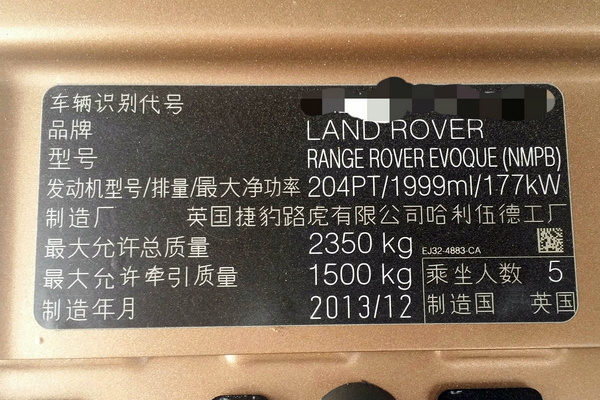 车辆识别代号
品牌 LAND ROVER
型号 RANGE ROVER EVOQUE (NMPB)
发动机型号/排量/最大净功率 204PT/1999ml/177kW
制造厂 英国捷豹路虎有限公司哈利伍德工厂
最大允许总质量 2350 kg EJ32-4883-CA
最大允许牵引质量 1500 kg 乘坐人数 5
制造年月 2013/12 制造国 英国